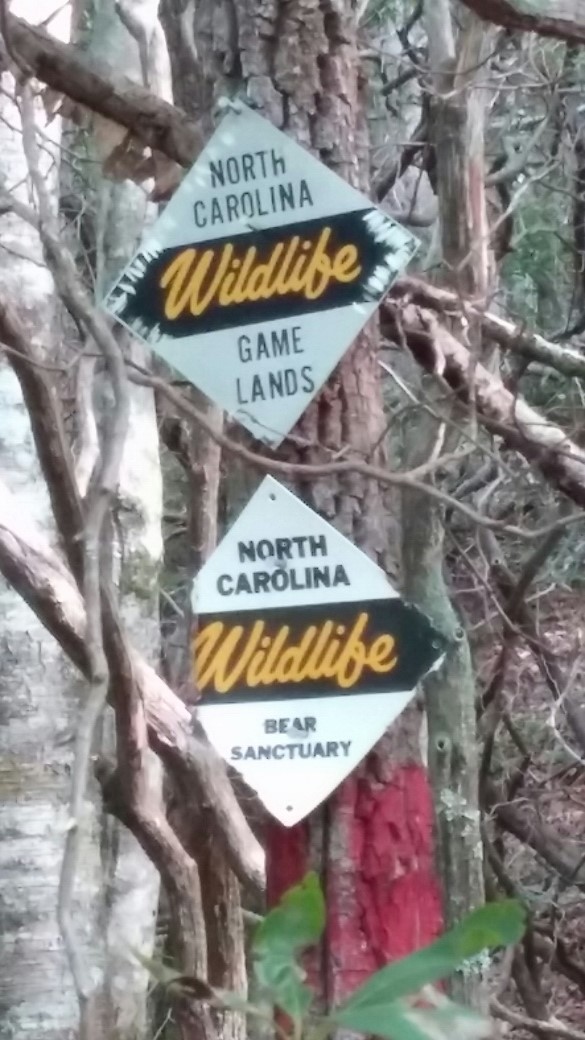 NORTH
CAROLINA
Wildlife
GAME
LANDS
NORTH
CAROLINA
Wildlife
BEAR
SANCTUARY